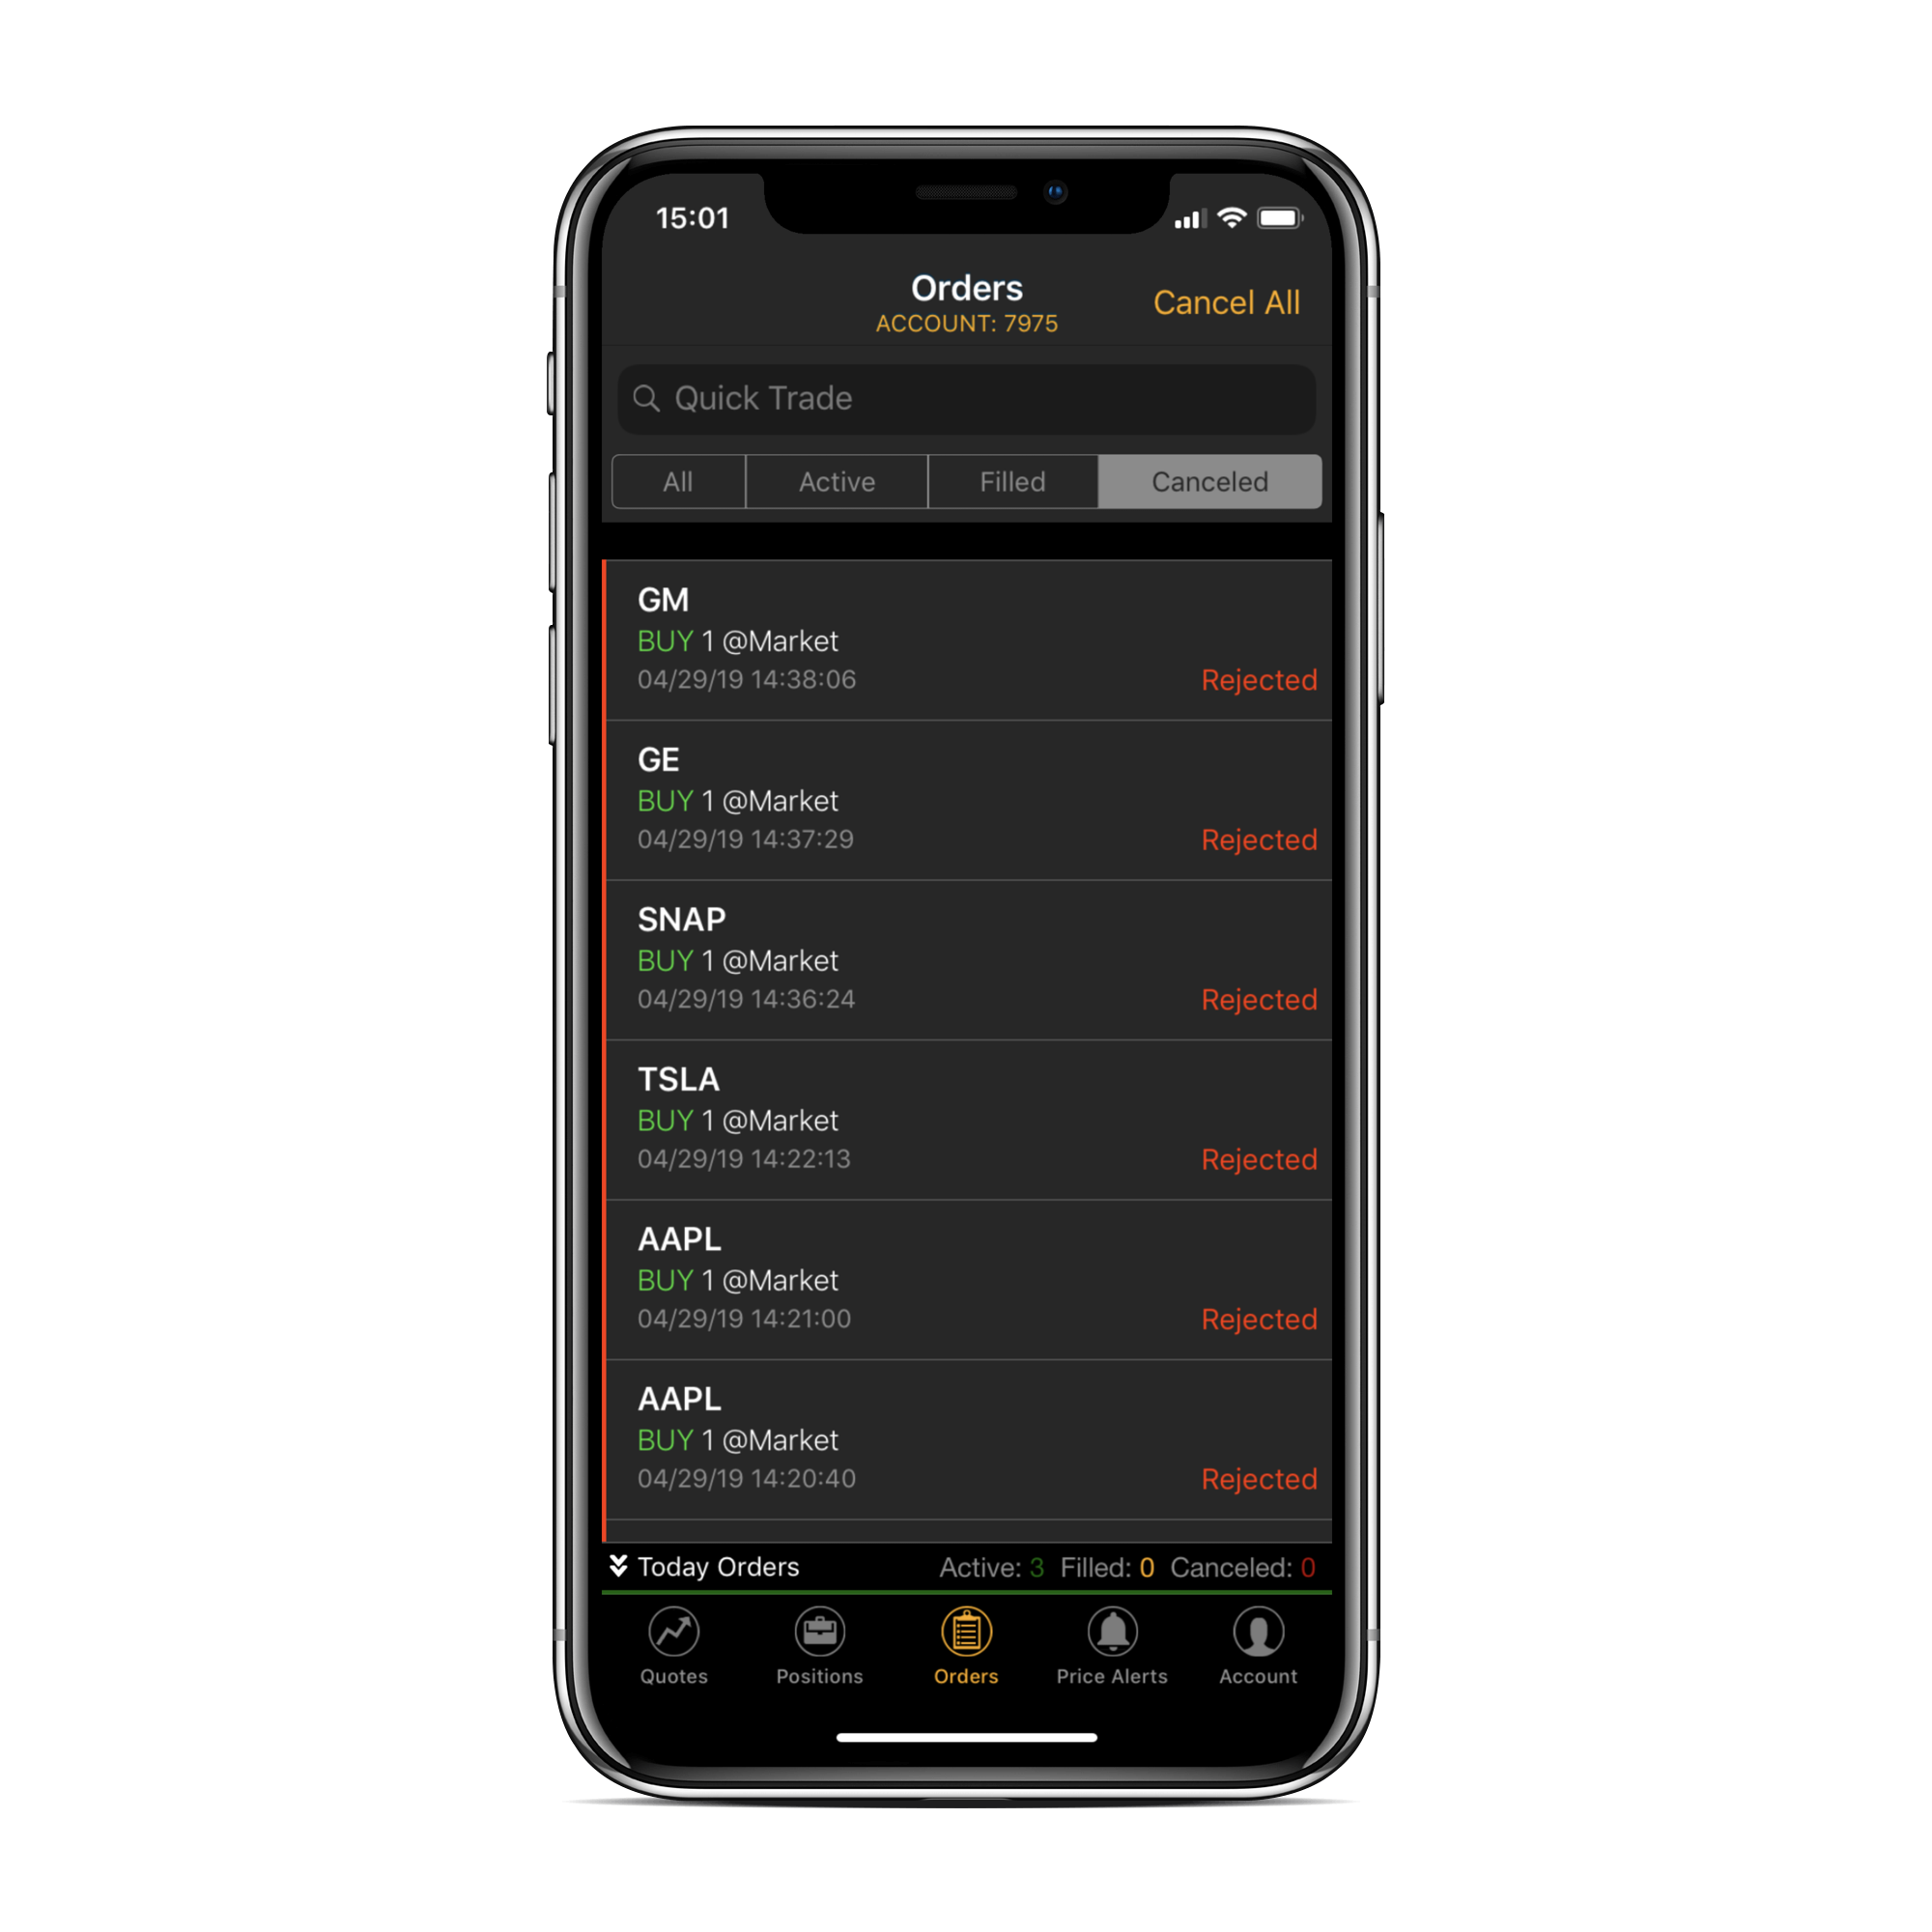 15:01
Orders
ACCOUNT: 7975
Cancel All
Quick Trade
All Active Filled Canceled
GM
BUY 1 @Market
04/29/19 14:38:06 Rejected
GE
BUY 1 @Market
04/29/19 14:37:29 Rejected
SNAP
BUY 1 @Market
04/29/19 14:36:24 Rejected
TSLA
BUY 1 @Market
04/29/19 14:22:13 Rejected
AAPL
BUY 1 @Market
04/29/19 14:21:00 Rejected
AAPL
BUY 1 @Market
04/29/19 14:20:40 Rejected
Today Orders Active: 3 Filled: 0 Canceled: 0
Quotes Positions Orders Price Alerts Account